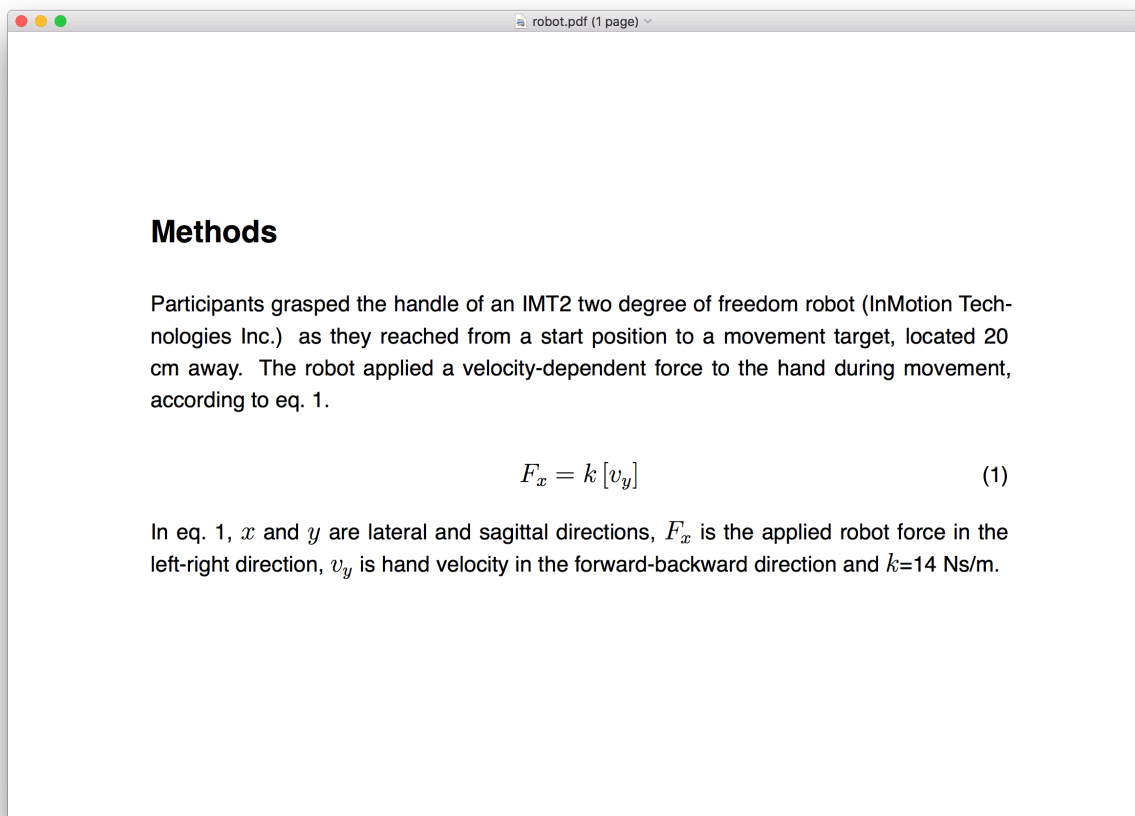 robot.pdf (1 page)
Methods
Participants grasped the handle of an IMT2 two degree of freedom robot (InMotion Tech-
nologies Inc.) as they reached from a start position to a movement target, located 20
cm away. The robot applied a velocity-dependent force to the hand during movement,
according to eq. 1.
F_x = k [v_y] (1)
In eq. 1, x and y are lateral and sagittal directions, F_x is the applied robot force in the
left-right direction, v_y is hand velocity in the forward-backward direction and k=14 Ns/m.